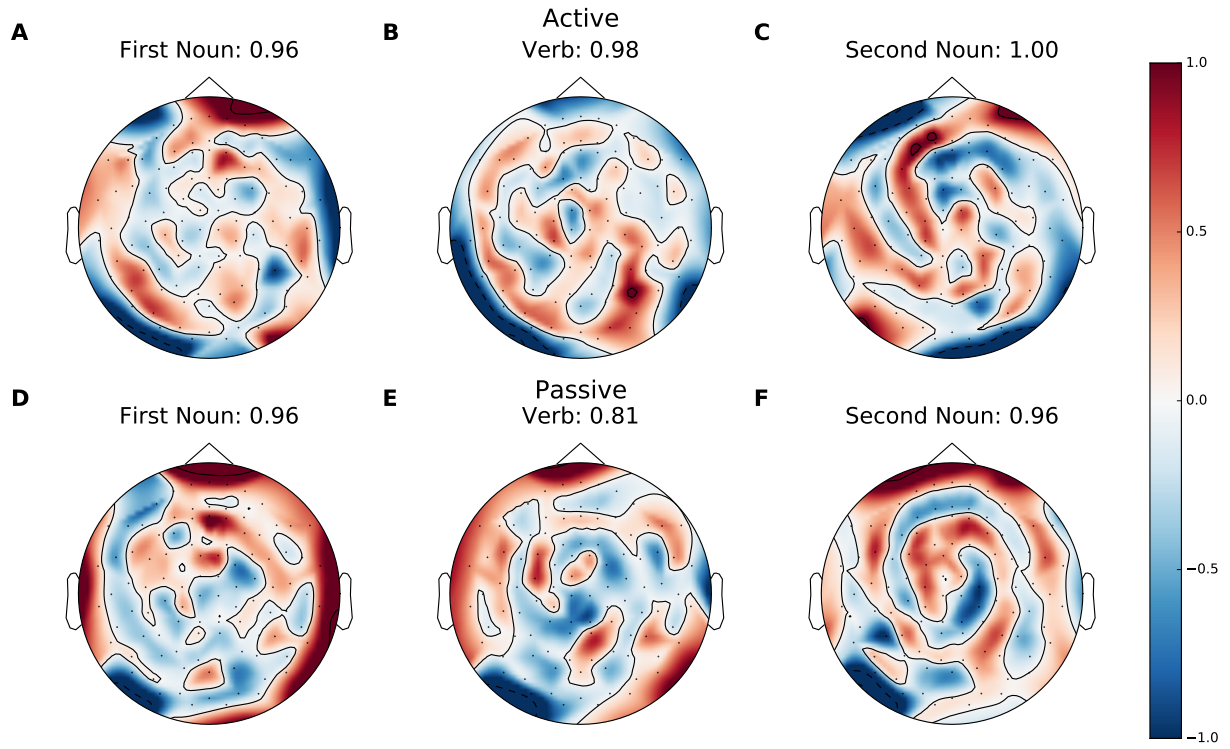 Active
A
First Noun: 0.96
B
Verb: 0.98
C
Second Noun: 1.00
Passive
D
First Noun: 0.96
E
Verb: 0.81
F
Second Noun: 0.96
1.0
0.5
0.0
−0.5
−1.0